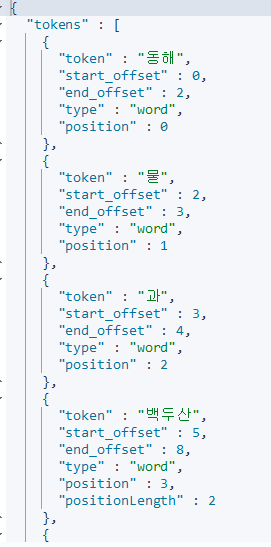 {
  "tokens" : [
    {
      "token" : "동해",
      "start_offset" : 0,
      "end_offset" : 2,
      "type" : "word",
      "position" : 0
    },
    {
      "token" : "물",
      "start_offset" : 2,
      "end_offset" : 3,
      "type" : "word",
      "position" : 1
    },
    {
      "token" : "과",
      "start_offset" : 3,
      "end_offset" : 4,
      "type" : "word",
      "position" : 2
    },
    {
      "token" : "백두산",
      "start_offset" : 5,
      "end_offset" : 8,
      "type" : "word",
      "position" : 3,
      "positionLength" : 2
    },
    {